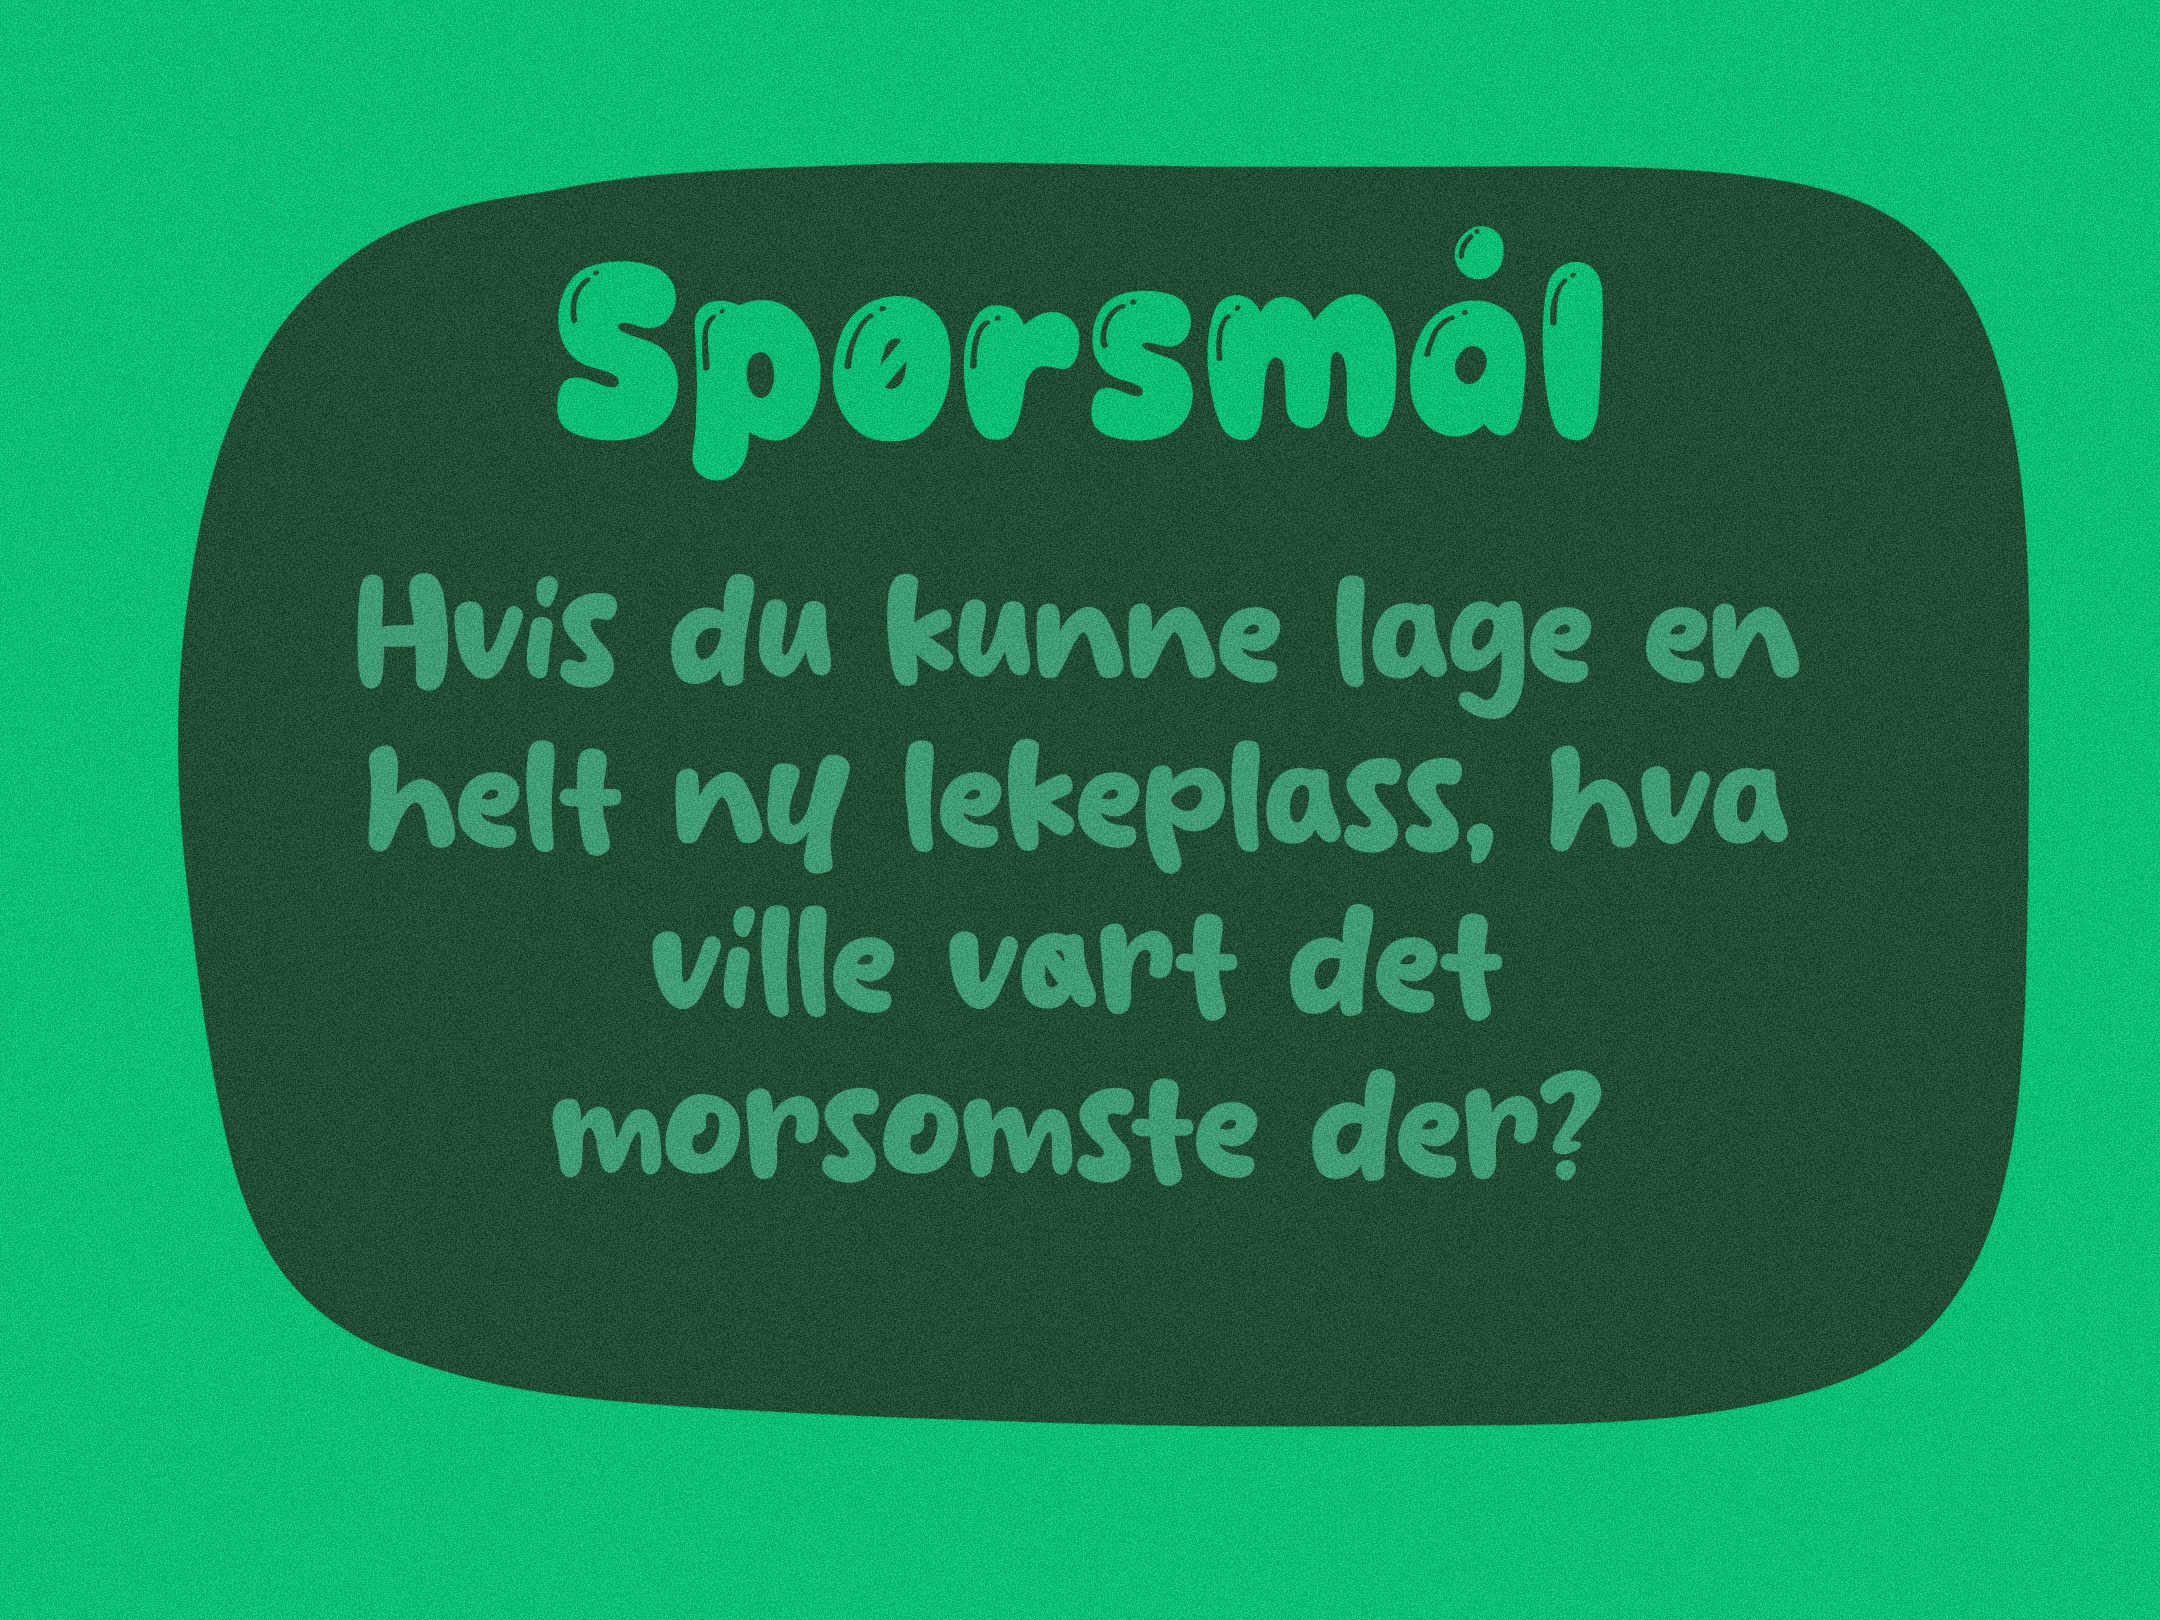 Spørsmål
Hvis du kunne lage en
helt ny lekeplass, hva
ville vært det
morsomste der?